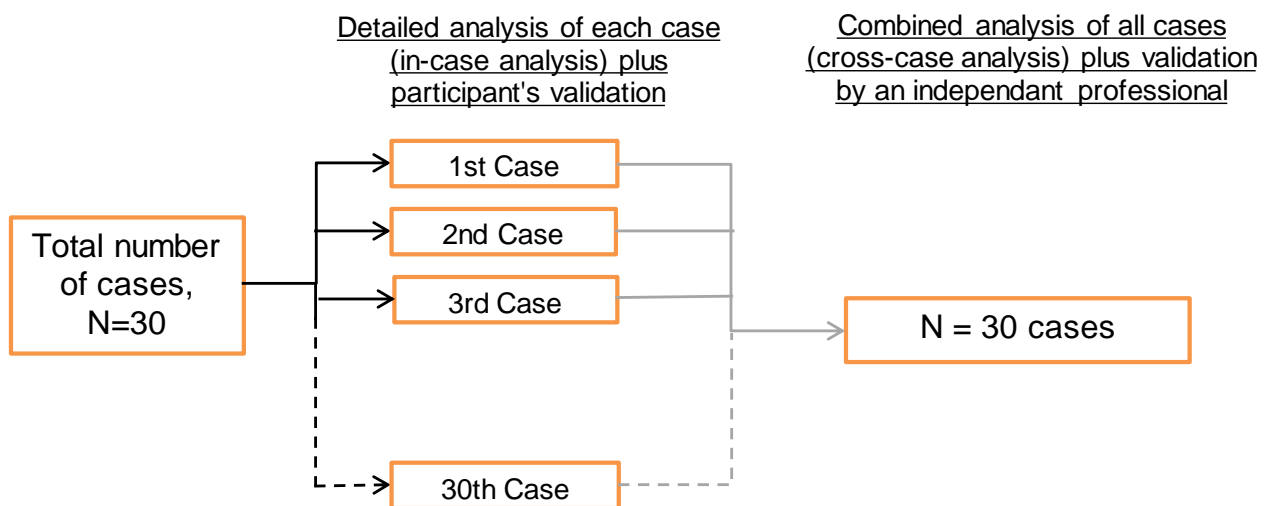 Detailed analysis of each case
(in-case analysis) plus
participant's validation
Combined analysis of all cases
(cross-case analysis) plus validation
by an independant professional
Total number
of cases,
N=30
1st Case
2nd Case
3rd Case
30th Case
N = 30 cases